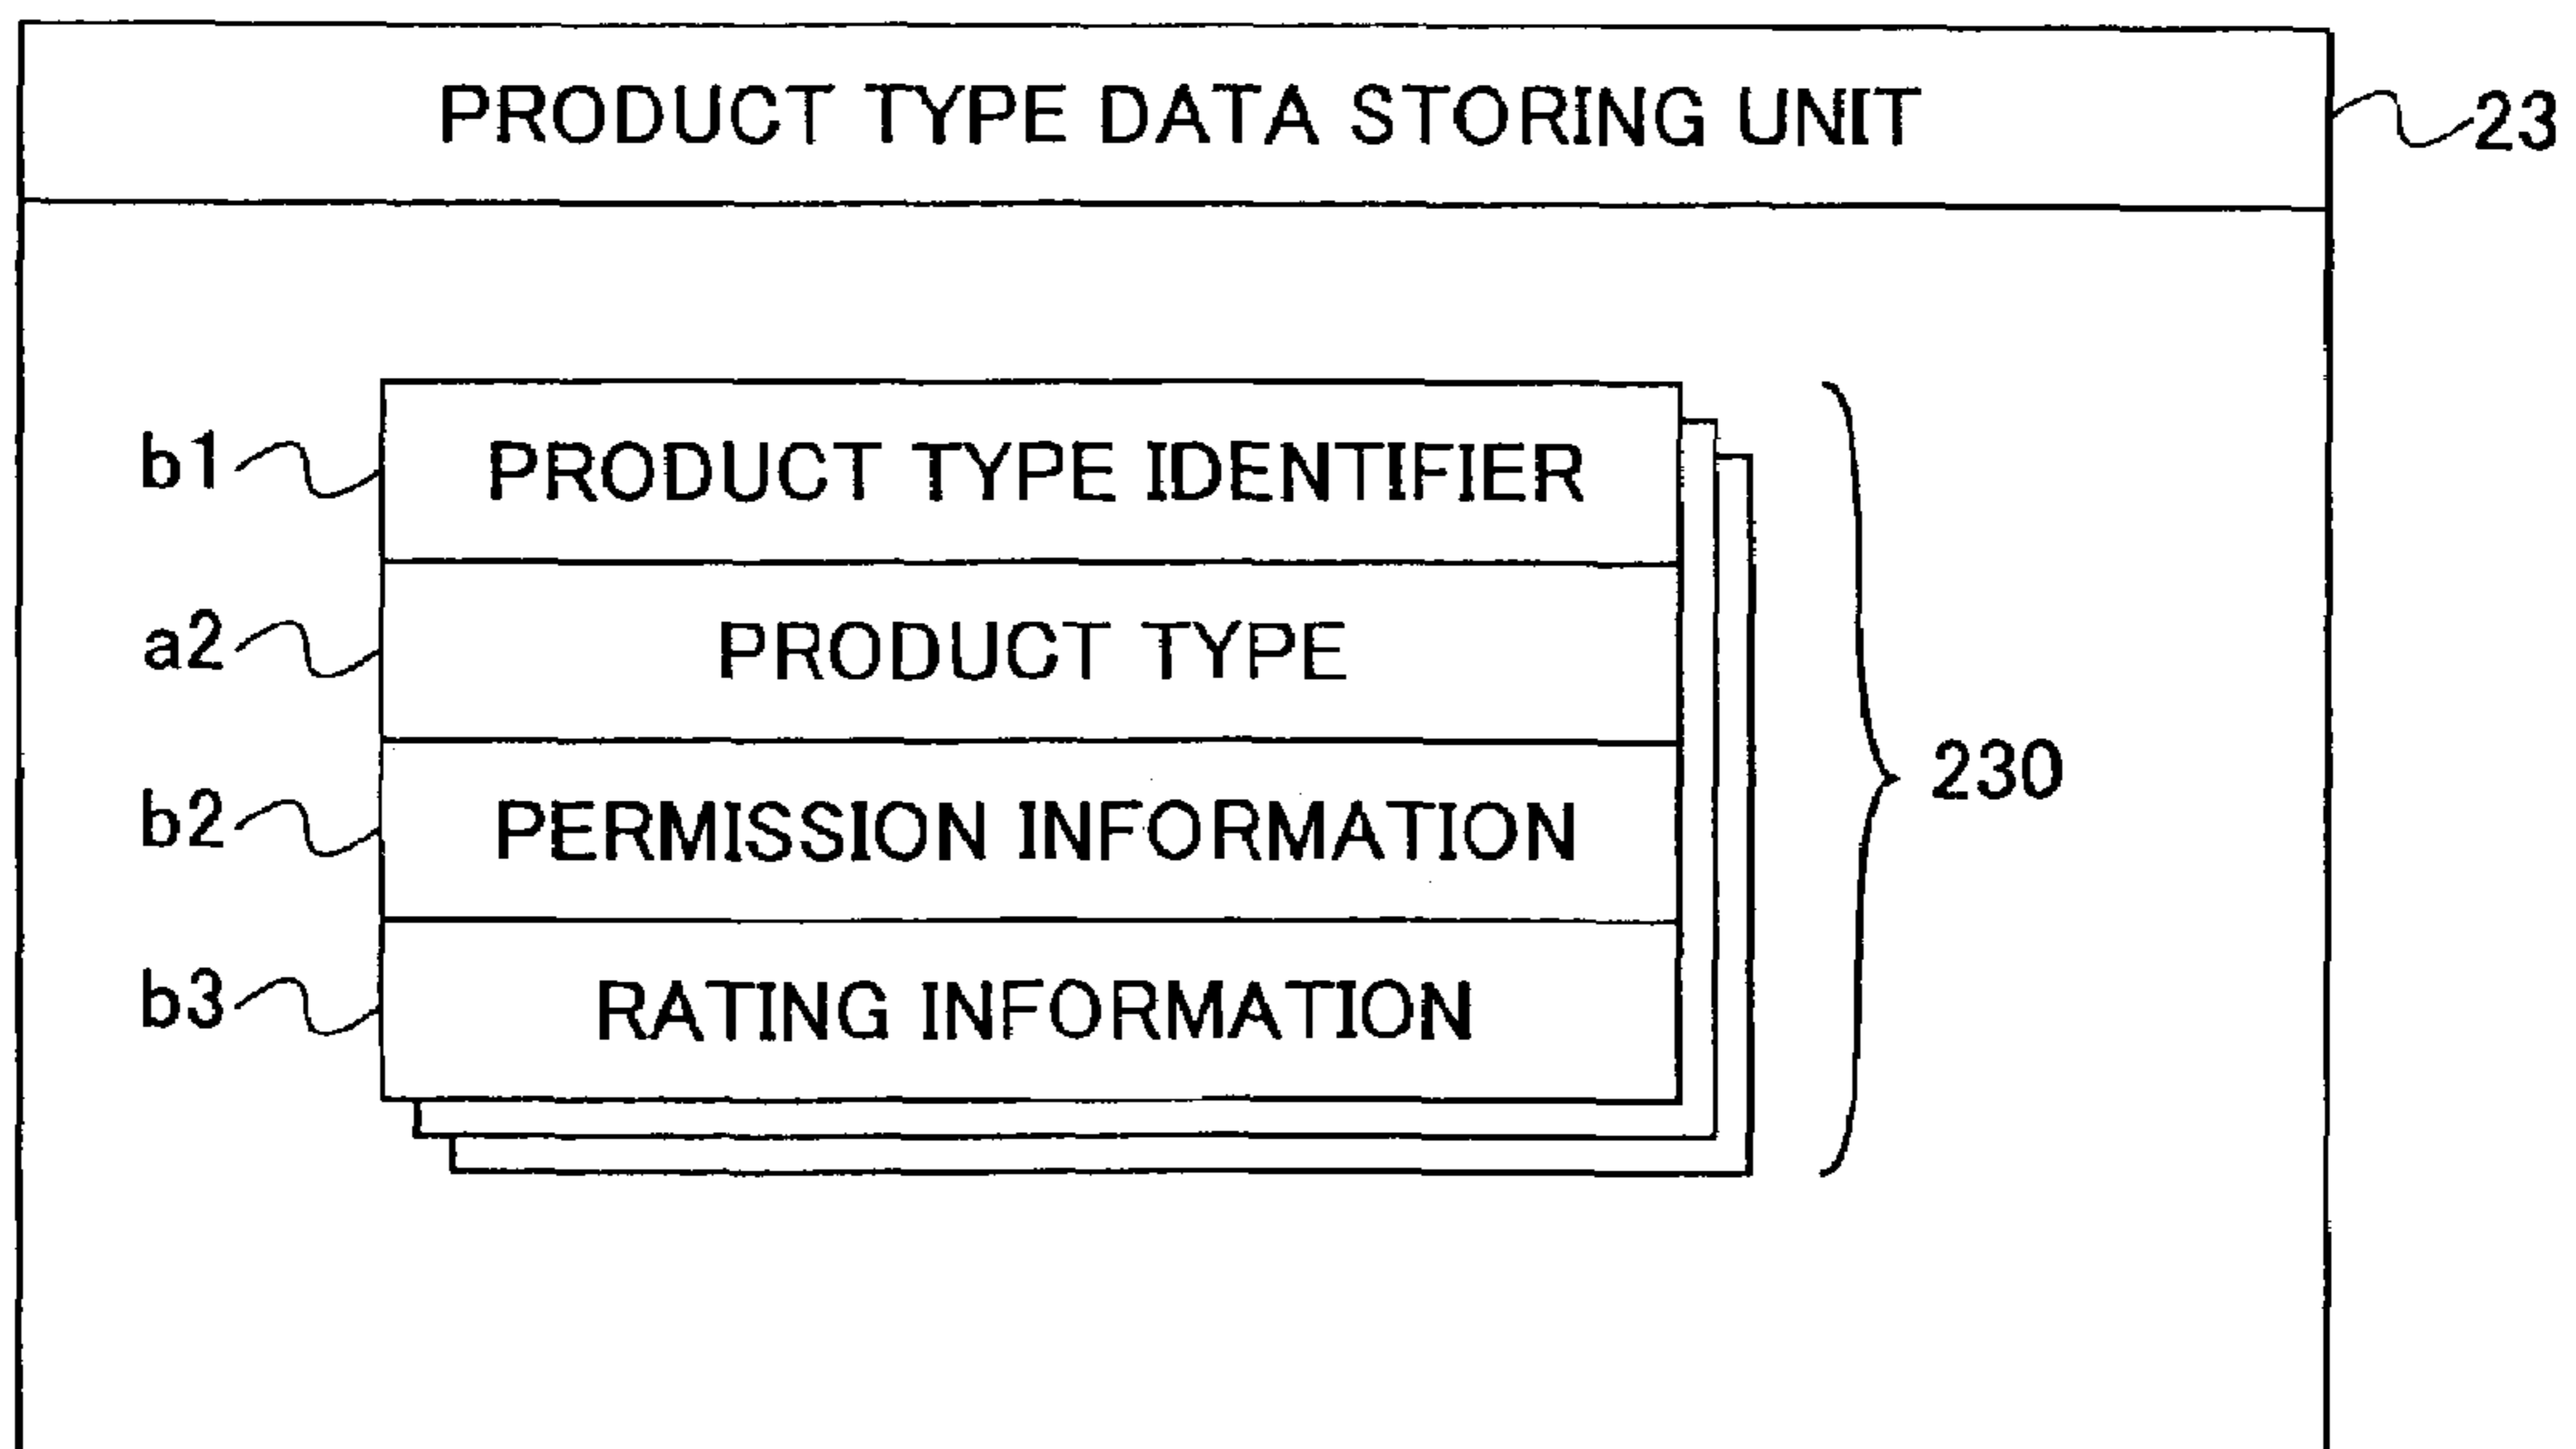 PRODUCT TYPE DATA STORING UNIT 23
b1 PRODUCT TYPE IDENTIFIER
a2 PRODUCT TYPE
230
b2 PERMISSION INFORMATION
b3 RATING INFORMATION